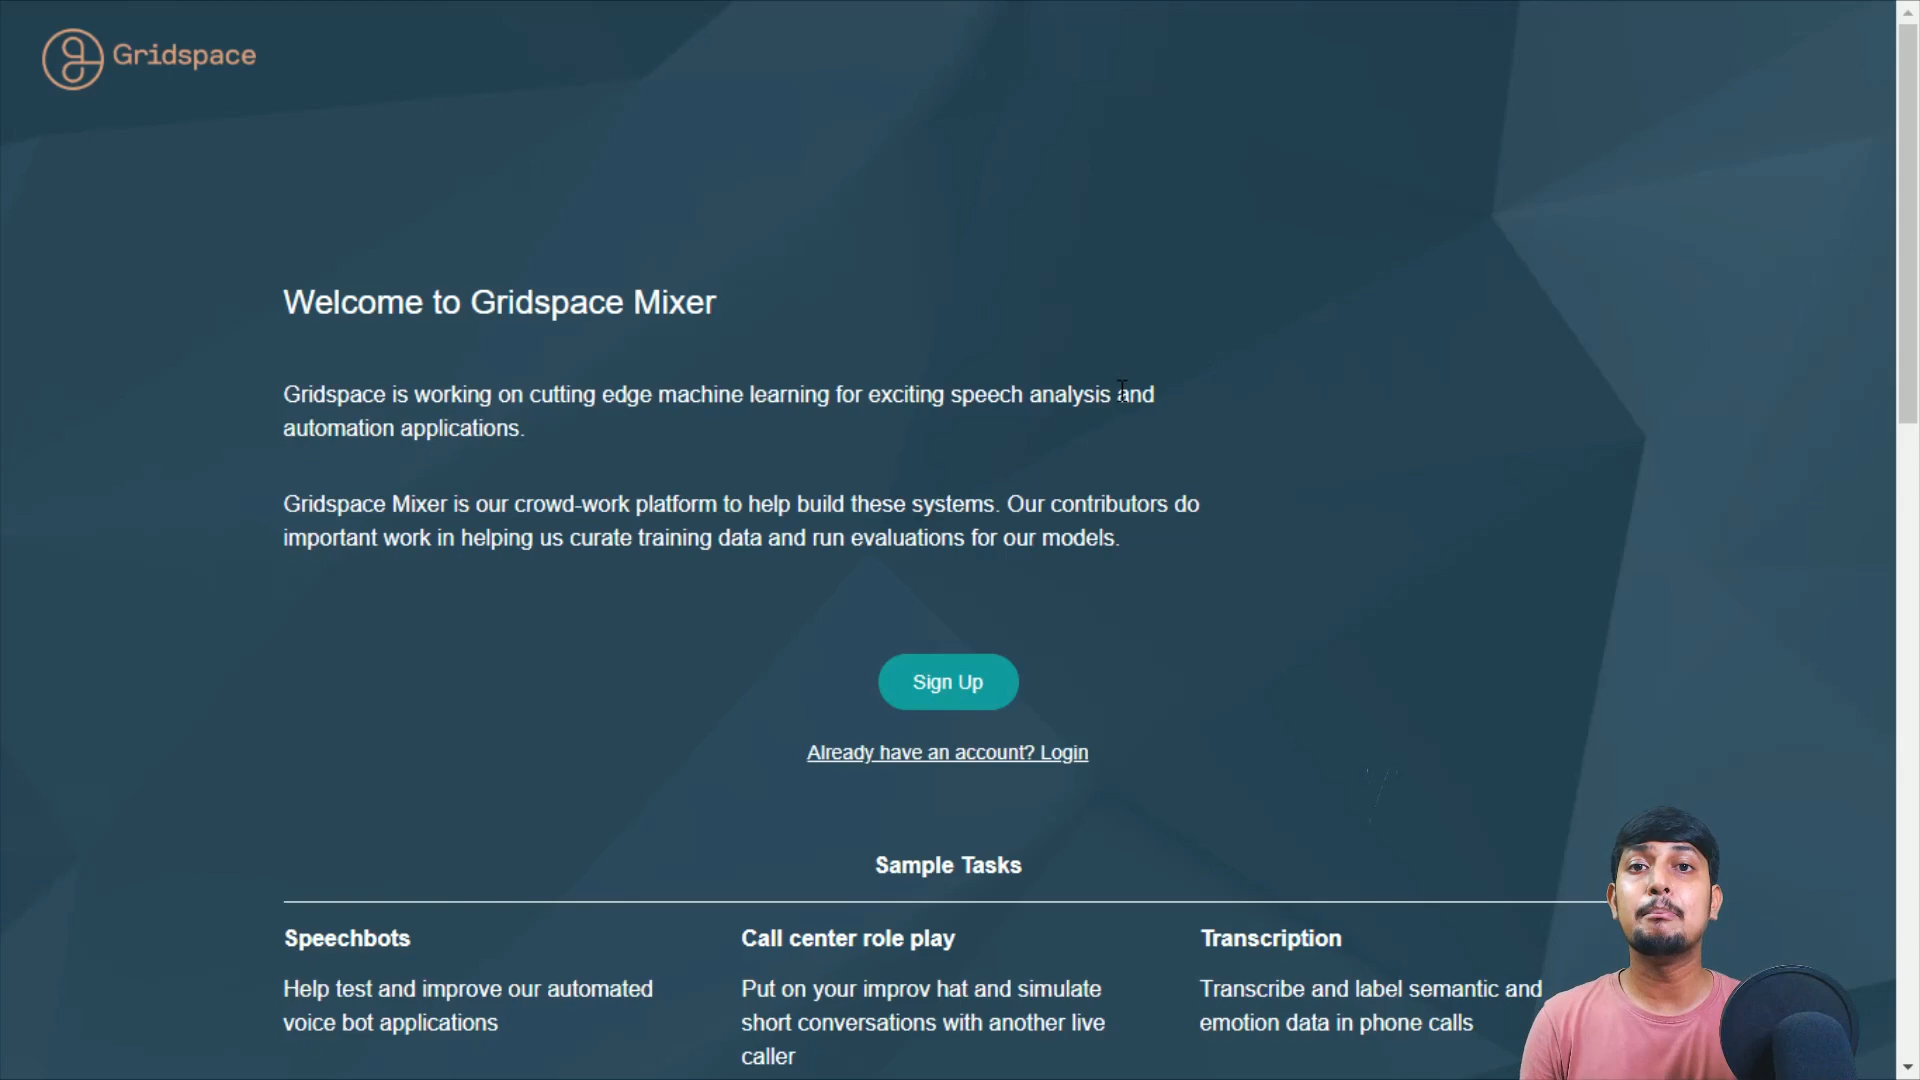 Gridspace
Welcome to Gridspace Mixer
Gridspace is working on cutting edge machine learning for exciting speech analysis and
automation applications.
Gridspace Mixer is our crowd-work platform to help build these systems. Our contributors do
important work in helping us curate training data and run evaluations for our models.
Sign Up
Already have an account? Login
Sample Tasks
Speechbots
Help test and improve our automated
voice bot applications
Call center role play
Put on your improv hat and simulate
short conversations with another live
caller
Transcription
Transcribe and label semantic and
emotion data in phone calls